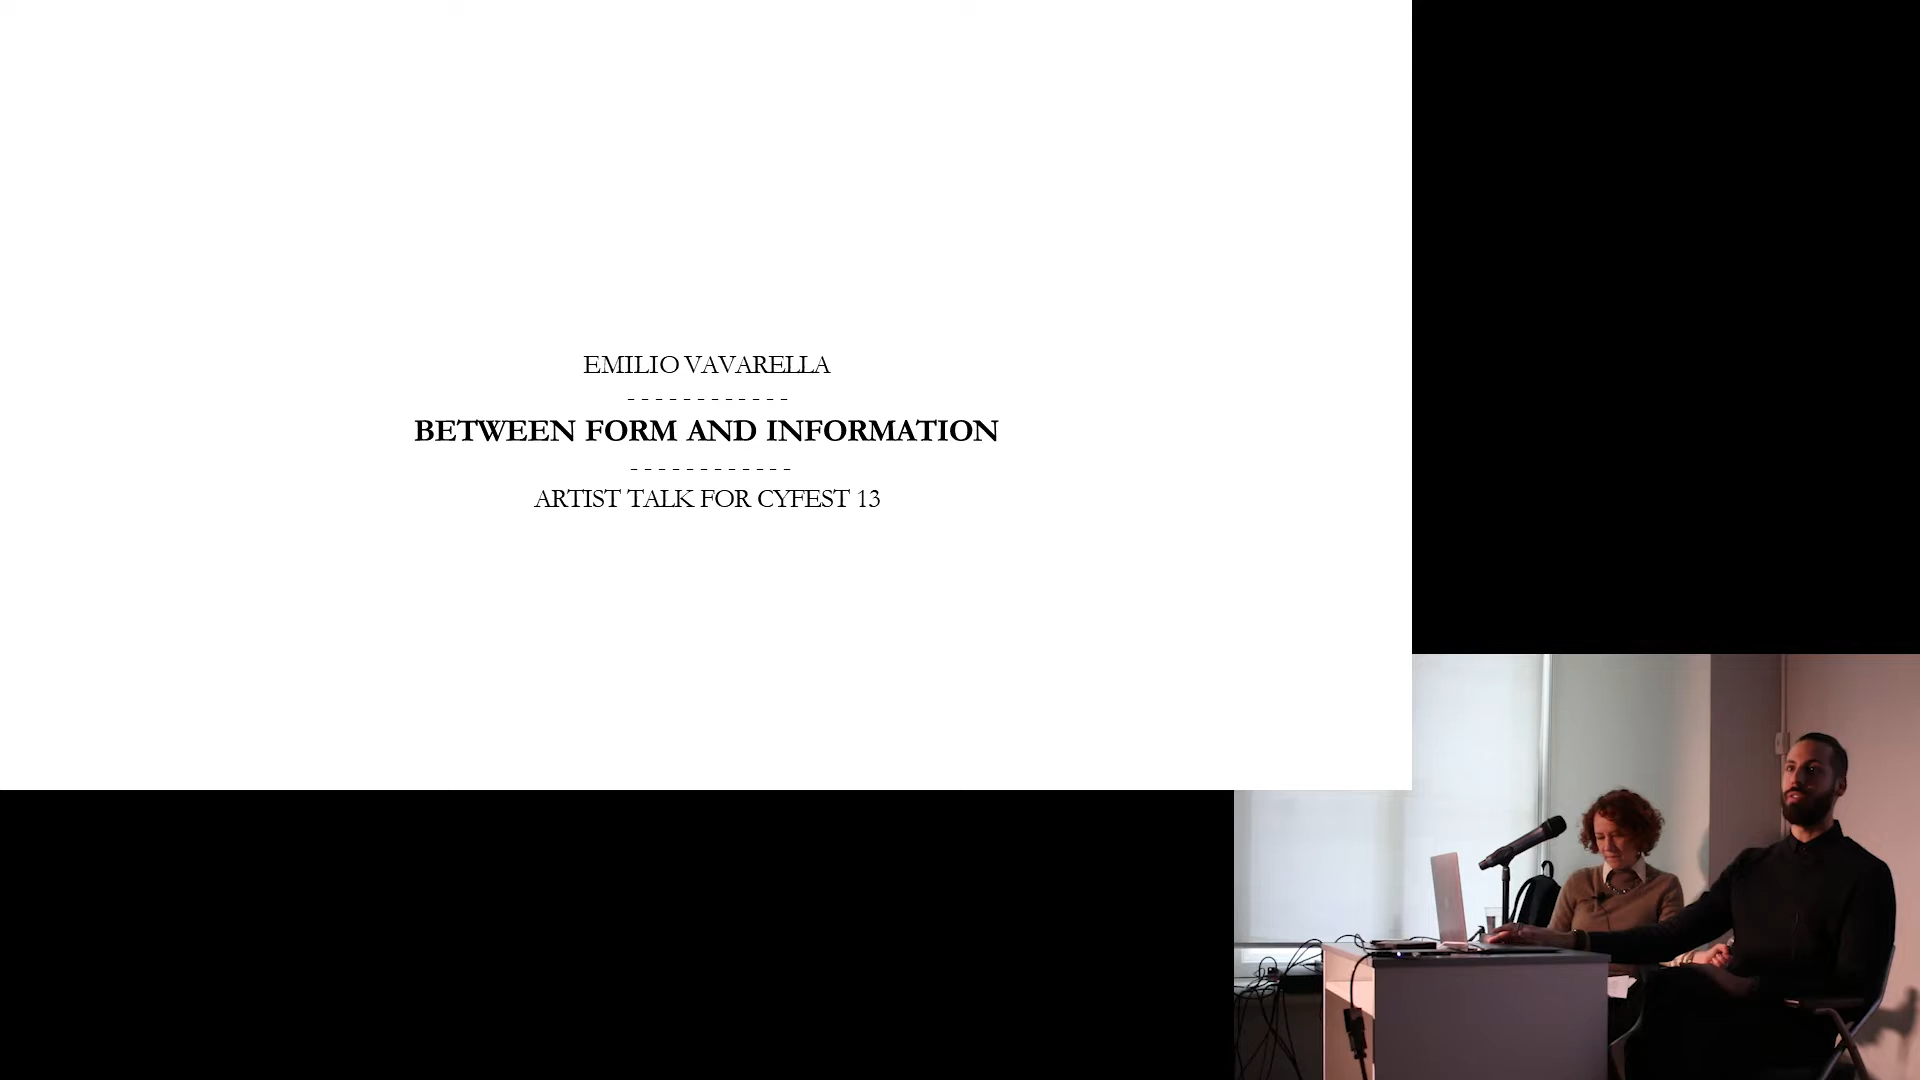 EMILIO VAVARELLA
- - - - - - - - - - - -
BETWEEN FORM AND INFORMATION
- - - - - - - - - - - -
ARTIST TALK FOR CYFEST 13